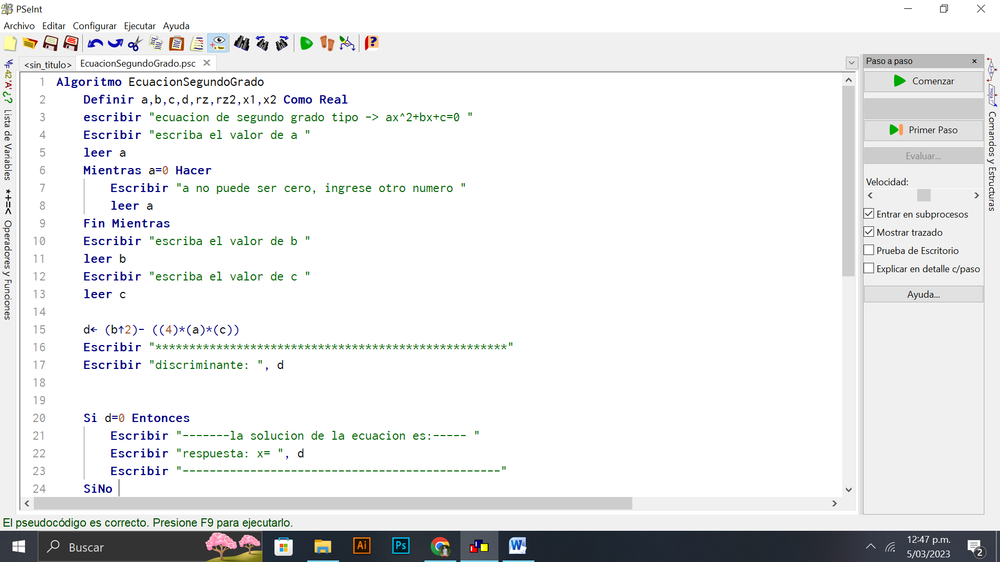 PSeInt
Archivo Editar Configurar Ejecutar Ayuda
<sin_titulo> EcuacionSegundoGrado.psc
1 Algoritmo EcuacionSegundoGrado
2 Definir a,b,c,d,rz,rz2,x1,x2 Como Real
3 escribir "ecuacion de segundo grado tipo -> ax^2+bx+c=0 "
4 Escribir "escriba el valor de a "
5 leer a
6 Mientras a=0 Hacer
7 Escribir "a no puede ser cero, ingrese otro numero "
8 leer a
9 Fin Mientras
10 Escribir "escriba el valor de b "
11 leer b
12 Escribir "escriba el valor de c "
13 leer c
14
15 d← (b↑2)- ((4)*(a)*(c))
16 Escribir "****************************************************"
17 Escribir "discriminante: ", d
18
19
20 Si d=0 Entonces
21 Escribir "-------la solucion de la ecuacion es:----- "
22 Escribir "respuesta: x= ", d
23 Escribir "-----------------------------------------------"
24 SiNo
El pseudocódigo es correcto. Presione F9 para ejecutarlo.
42 'A' ¿? Lista de Variables
*+=< Operadores y Funciones
Paso a paso
Comenzar
Primer Paso
Evaluar...
Velocidad:
Entrar en subprocesos
Mostrar trazado
Prueba de Escritorio
Explicar en detalle c/paso
Ayuda...
A>B
"Hola !"
Comandos y Estructuras
Buscar
Ai
Ps
W
12:47 p.m.
5/03/2023
2